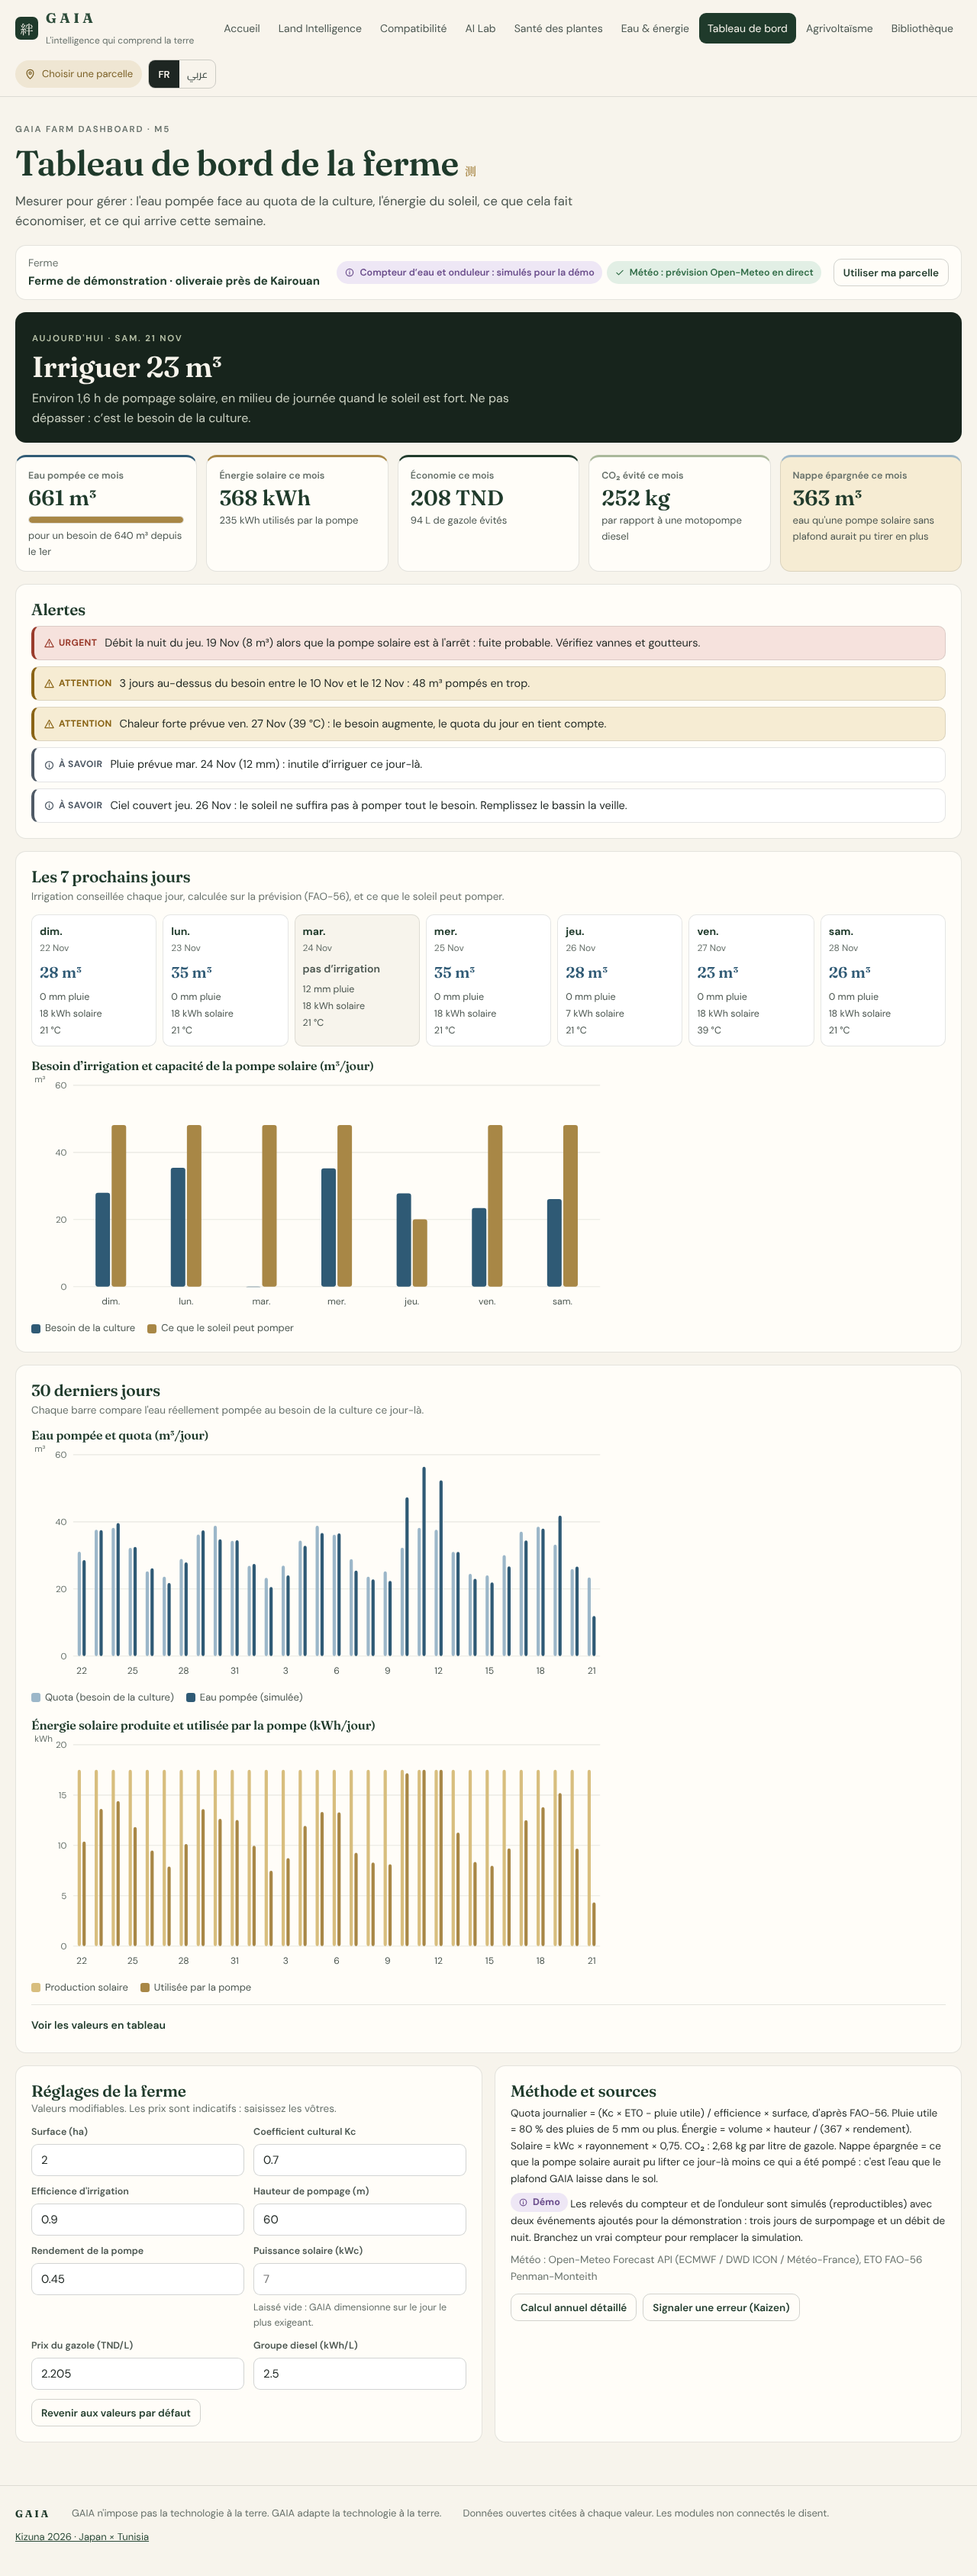 絆
GAIA
L'intelligence qui comprend la terre
Accueil
Land Intelligence
Compatibilité
AI Lab
Santé des plantes
Eau & énergie
Tableau de bord
Agrivoltaïsme
Bibliothèque
Choisir une parcelle
FR
عربي
GAIA FARM DASHBOARD · M5
Tableau de bord de la ferme 測
Mesurer pour gérer : l'eau pompée face au quota de la culture, l'énergie du soleil, ce que cela fait
économiser, et ce qui arrive cette semaine.
Ferme
Ferme de démonstration · oliveraie près de Kairouan
Compteur d'eau et onduleur : simulés pour la démo
Météo : prévision Open-Meteo en direct
Utiliser ma parcelle
AUJOURD'HUI · SAM. 21 NOV
Irriguer 23 m³
Environ 1,6 h de pompage solaire, en milieu de journée quand le soleil est fort. Ne pas
dépasser : c'est le besoin de la culture.
Eau pompée ce mois
661 m³
pour un besoin de 640 m³ depuis
le 1er
Énergie solaire ce mois
368 kWh
235 kWh utilisés par la pompe
Économie ce mois
208 TND
94 L de gazole évités
CO₂ évité ce mois
252 kg
par rapport à une motopompe
diesel
Nappe épargnée ce mois
363 m³
eau qu'une pompe solaire sans
plafond aurait pu tirer en plus
Alertes
URGENT Débit la nuit du jeu. 19 Nov (8 m³) alors que la pompe solaire est à l'arrêt : fuite probable. Vérifiez vannes et goutteurs.
ATTENTION 3 jours au-dessus du besoin entre le 10 Nov et le 12 Nov : 48 m³ pompés en trop.
ATTENTION Chaleur forte prévue ven. 27 Nov (39 °C) : le besoin augmente, le quota du jour en tient compte.
À SAVOIR Pluie prévue mar. 24 Nov (12 mm) : inutile d'irriguer ce jour-là.
À SAVOIR Ciel couvert jeu. 26 Nov : le soleil ne suffira pas à pomper tout le besoin. Remplissez le bassin la veille.
Les 7 prochains jours
Irrigation conseillée chaque jour, calculée sur la prévision (FAO-56), et ce que le soleil peut pomper.
dim.
22 Nov
28 m³
0 mm pluie
18 kWh solaire
21 °C
lun.
23 Nov
35 m³
0 mm pluie
18 kWh solaire
21 °C
mar.
24 Nov
pas d'irrigation
12 mm pluie
18 kWh solaire
21 °C
mer.
25 Nov
35 m³
0 mm pluie
18 kWh solaire
21 °C
jeu.
26 Nov
28 m³
0 mm pluie
7 kWh solaire
21 °C
ven.
27 Nov
23 m³
0 mm pluie
18 kWh solaire
39 °C
sam.
28 Nov
26 m³
0 mm pluie
18 kWh solaire
21 °C
Besoin d'irrigation et capacité de la pompe solaire (m³/jour)
m³
60
40
20
0
dim. lun. mar. mer. jeu. ven. sam.
Besoin de la culture
Ce que le soleil peut pomper
30 derniers jours
Chaque barre compare l'eau réellement pompée au besoin de la culture ce jour-là.
Eau pompée et quota (m³/jour)
m³
60
40
20
0
22 25 28 31 3 6 9 12 15 18 21
Quota (besoin de la culture)
Eau pompée (simulée)
Énergie solaire produite et utilisée par la pompe (kWh/jour)
kWh
20
15
10
5
0
22 25 28 31 3 6 9 12 15 18 21
Production solaire
Utilisée par la pompe
Voir les valeurs en tableau
Réglages de la ferme
Valeurs modifiables. Les prix sont indicatifs : saisissez les vôtres.
Surface (ha)
2
Coefficient cultural Kc
0.7
Efficience d'irrigation
0.9
Hauteur de pompage (m)
60
Rendement de la pompe
0.45
Puissance solaire (kWc)
7
Laissé vide : GAIA dimensionne sur le jour le
plus exigeant.
Prix du gazole (TND/L)
2.205
Groupe diesel (kWh/L)
2.5
Revenir aux valeurs par défaut
Méthode et sources
Quota journalier = (Kc × ET0 - pluie utile) / efficience × surface, d'après FAO-56. Pluie utile
= 80 % des pluies de 5 mm ou plus. Énergie = volume × hauteur / (367 × rendement).
Solaire = kWc × rayonnement × 0,75. CO₂ : 2,68 kg par litre de gazole. Nappe épargnée = ce
que la pompe solaire aurait pu lifter ce jour-là moins ce qui a été pompé : c'est l'eau que le
plafond GAIA laisse dans le sol.
Démo Les relevés du compteur et de l'onduleur sont simulés (reproductibles) avec
deux événements ajoutés pour la démonstration : trois jours de surpompage et un débit de
nuit. Branchez un vrai compteur pour remplacer la simulation.
Météo : Open-Meteo Forecast API (ECMWF / DWD ICON / Météo-France), ET0 FAO-56
Penman-Monteith
Calcul annuel détaillé
Signaler une erreur (Kaizen)
GAIA
GAIA n'impose pas la technologie à la terre. GAIA adapte la technologie à la terre.
Données ouvertes citées à chaque valeur. Les modules non connectés le disent.
Kizuna 2026 · Japan × Tunisia